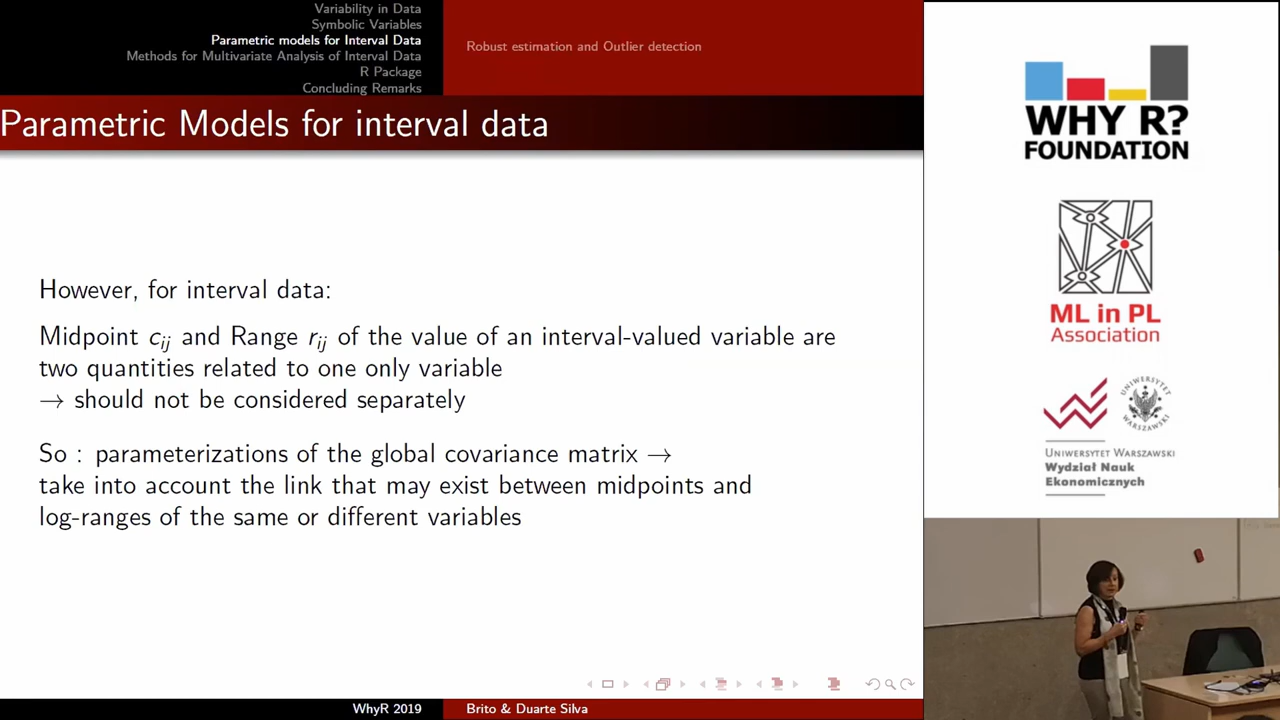 Variability in Data
Symbolic Variables
Parametric models for Interval Data
Methods for Multivariate Analysis of Interval Data
R Package
Concluding Remarks
Robust estimation and Outlier detection
Parametric Models for interval data
However, for interval data:
Midpoint c_ij and Range r_ij of the value of an interval-valued variable are
two quantities related to one only variable
→ should not be considered separately
So : parameterizations of the global covariance matrix →
take into account the link that may exist between midpoints and
log-ranges of the same or different variables
WhyR 2019
Brito & Duarte Silva
WHY R?
FOUNDATION
ML in PL
Association
UNIWERSYTET WARSZAWSKI
UNIWERSYTET WARSZAWSKI
Wydział Nauk
Ekonomicznych